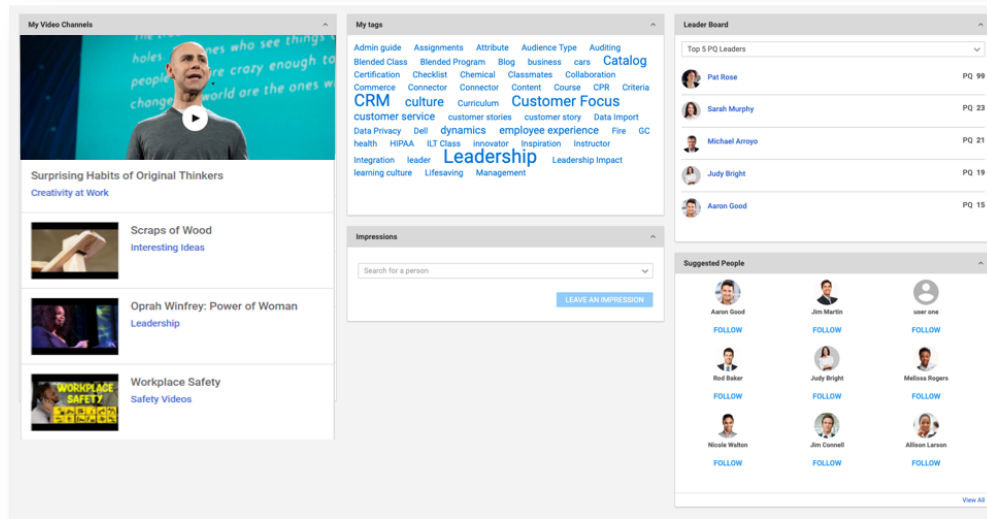 My Video Channels
the true
holes ones who see things
people are crazy enough to
change world are the ones w
Surprising Habits of Original Thinkers
Creativity at Work
Scraps of Wood
Interesting Ideas
Oprah Winfrey: Power of Woman
Leadership
WORKPLACE
SAFETY
Workplace Safety
Safety Videos
My tags
Admin guide Assignments Attribute Audience Type Auditing
Blended Class Blended Program Blog business cars Catalog
Certification Checklist Chemical Classmates Collaboration
Commerce Connector Connector Content Course CPR Criteria
CRM culture Curriculum Customer Focus
customer service customer stories customer story Data Import
Data Privacy Dell dynamics employee experience Fire GC
health HIPAA ILT Class innovator Inspiration Instructor
Integration leader Leadership Leadership Impact
learning culture Lifesaving Management
Impressions
Search for a person
LEAVE AN IMPRESSION
Leader Board
Top 5 PQ Leaders
Pat Rose PQ 99
Sarah Murphy PQ 23
Michael Arroyo PQ 21
Judy Bright PQ 19
Aaron Good PQ 15
Suggested People
Aaron Good Jim Martin user one
FOLLOW FOLLOW FOLLOW
Rod Baker Judy Bright Melissa Rogers
FOLLOW FOLLOW FOLLOW
Nicole Walton Jim Connell Allison Larson
FOLLOW FOLLOW FOLLOW
View All